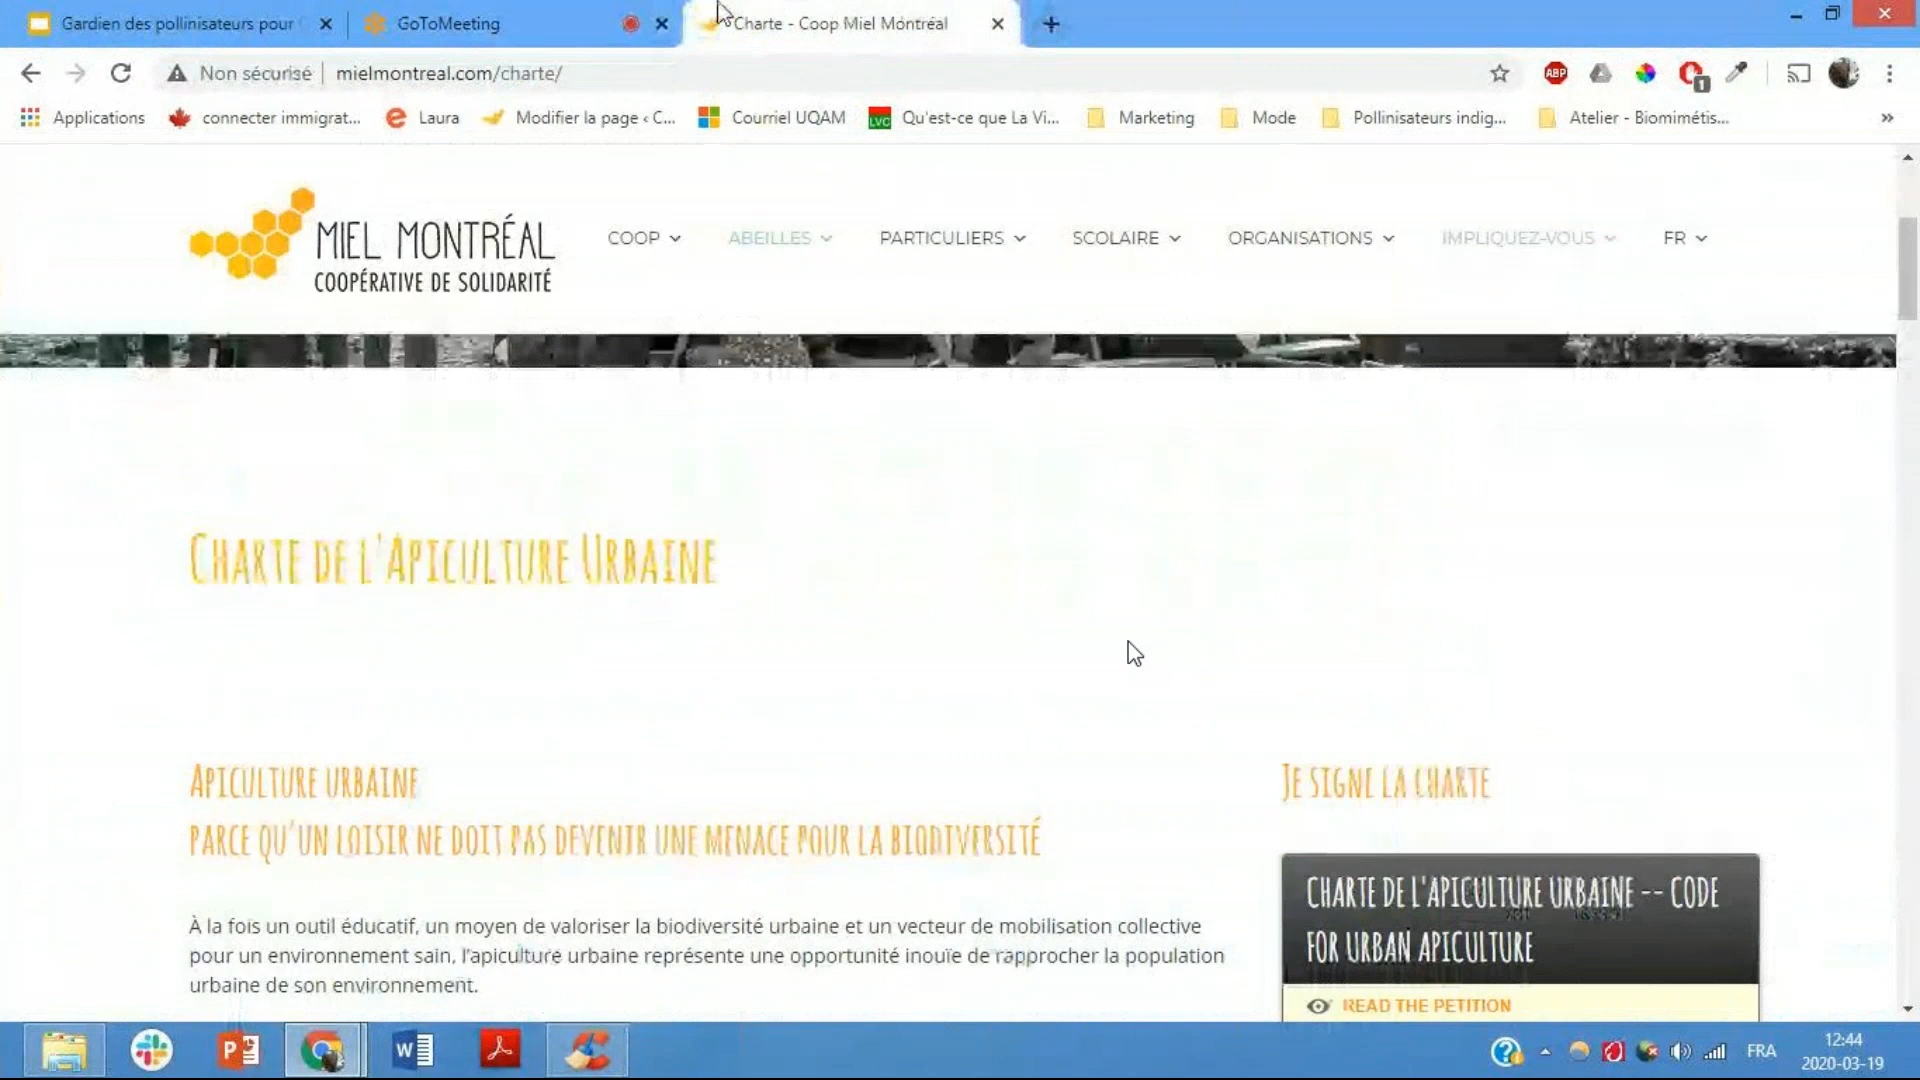 Gardien des pollinisateurs pour
GoToMeeting
Charte - Coop Miel Montréal
Non sécurisé
mielmontreal.com/charte/
ABP
1
Applications
connecter immigrat...
Laura
Modifier la page ‹ C...
Courriel UQAM
LVC
Qu'est-ce que La Vi...
Marketing
Mode
Pollinisateurs indig...
Atelier - Biomimétis...
»
MIEL MONTRÉAL
COOPÉRATIVE DE SOLIDARITÉ
COOP
ABEILLES
PARTICULIERS
SCOLAIRE
ORGANISATIONS
IMPLIQUEZ-VOUS
FR
CHARTE DE L'APICULTURE URBAINE
APICULTURE URBAINE
PARCE QU'UN LOISIR NE DOIT PAS DEVENIR UNE MENACE POUR LA BIODIVERSITÉ
À la fois un outil éducatif, un moyen de valoriser la biodiversité urbaine et un vecteur de mobilisation collective
pour un environnement sain, l'apiculture urbaine représente une opportunité inouïe de rapprocher la population
urbaine de son environnement.
JE SIGNE LA CHARTE
CHARTE DE L'APICULTURE URBAINE -- CODE
FOR URBAN APICULTURE
READ THE PETITION
FRA
12:44
2020-03-19